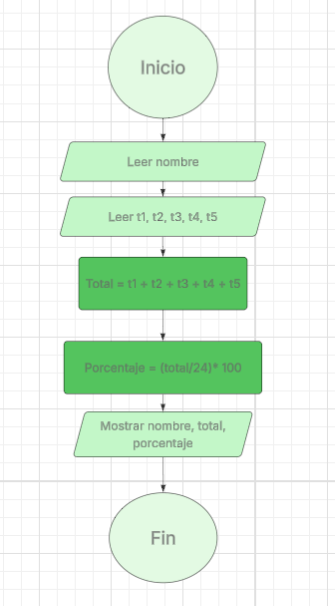 Inicio
Leer nombre
Leer t1, t2, t3, t4, t5
Total = t1 + t2 + t3 + t4 + t5
Porcentaje = (total/24)* 100
Mostrar nombre, total,
porcentaje
Fin